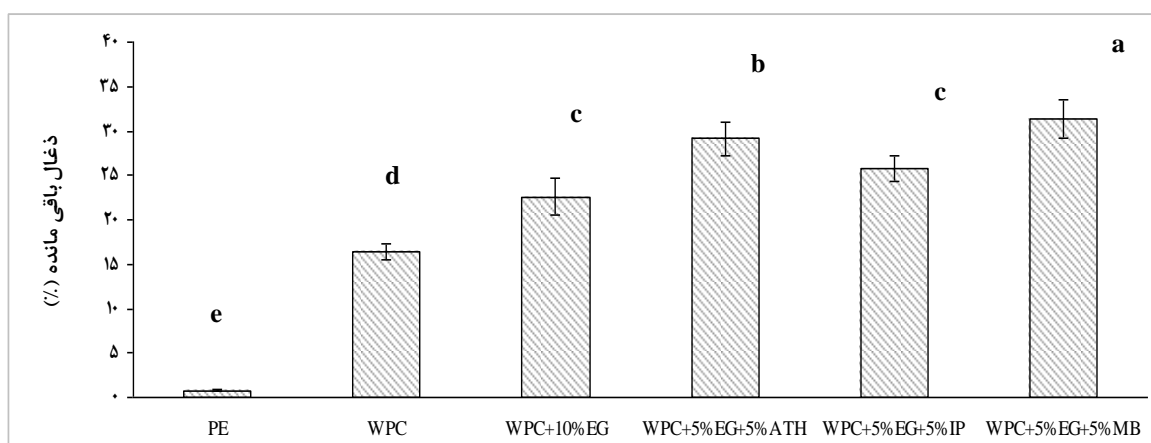 ذغال باقی مانده (٪)
۴۰
۳۵
۳۰
۲۵
۲۰
۱۵
۱۰
۵
۰
e
d
c
b
c
a
PE
WPC
WPC+10%EG
WPC+5%EG+5%ATH
WPC+5%EG+5%IP
WPC+5%EG+5%MB